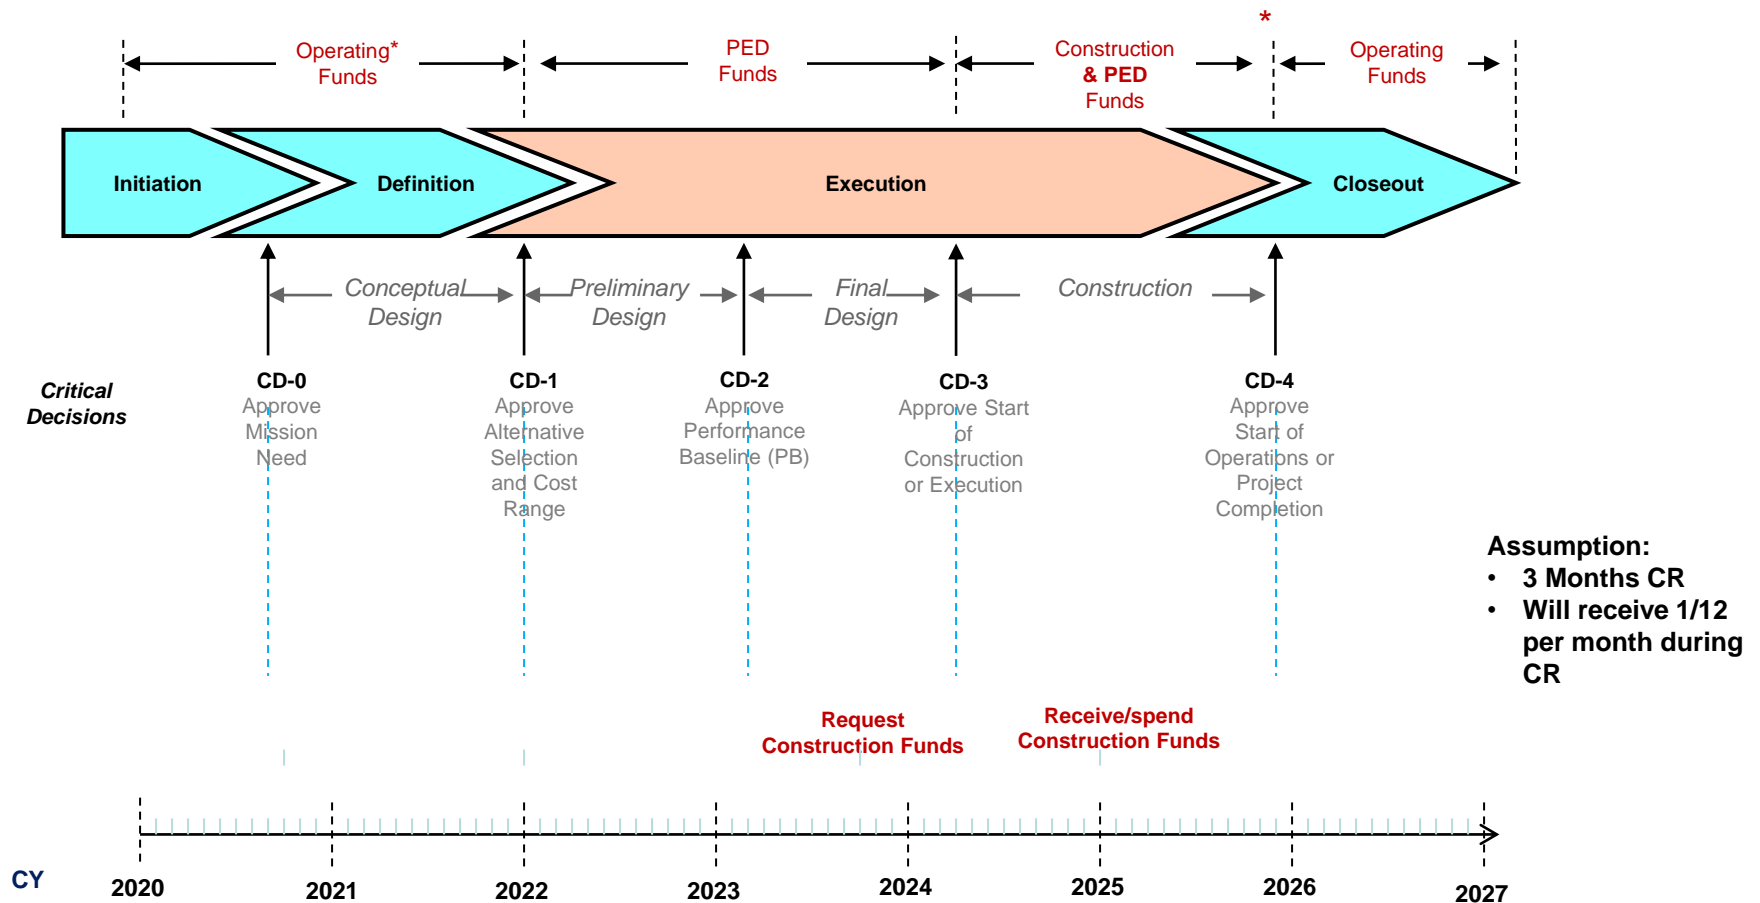 *
Operating*
Funds
PED
Funds
Construction
& PED
Funds
Operating
Funds
Initiation
Definition
Execution
Closeout
Conceptual
Design
Preliminary
Design
Final
Design
Construction
Critical
Decisions
CD-0
Approve
Mission
Need
CD-1
Approve
Alternative
Selection
and Cost
Range
CD-2
Approve
Performance
Baseline (PB)
CD-3
Approve Start
of
Construction
or Execution
CD-4
Approve
Start of
Operations or
Project
Completion
Assumption:
• 3 Months CR
• Will receive 1/12
per month during
CR
Request
Construction Funds
Receive/spend
Construction Funds
CY
2020
2021
2022
2023
2024
2025
2026
2027